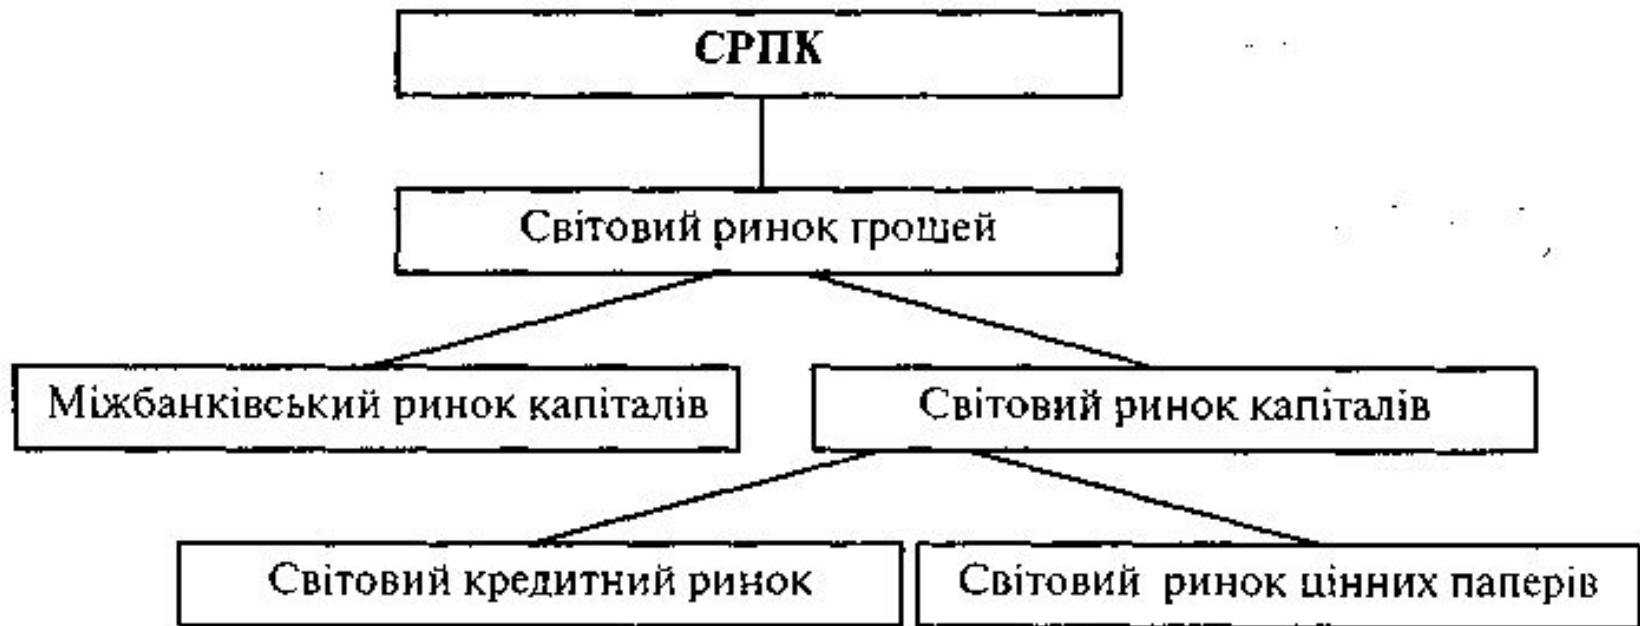 СРПК
Світовий ринок грошей
Міжбанківський ринок капіталів
Світовий ринок капіталів
Світовий кредитний ринок
Світовий ринок цінних паперів